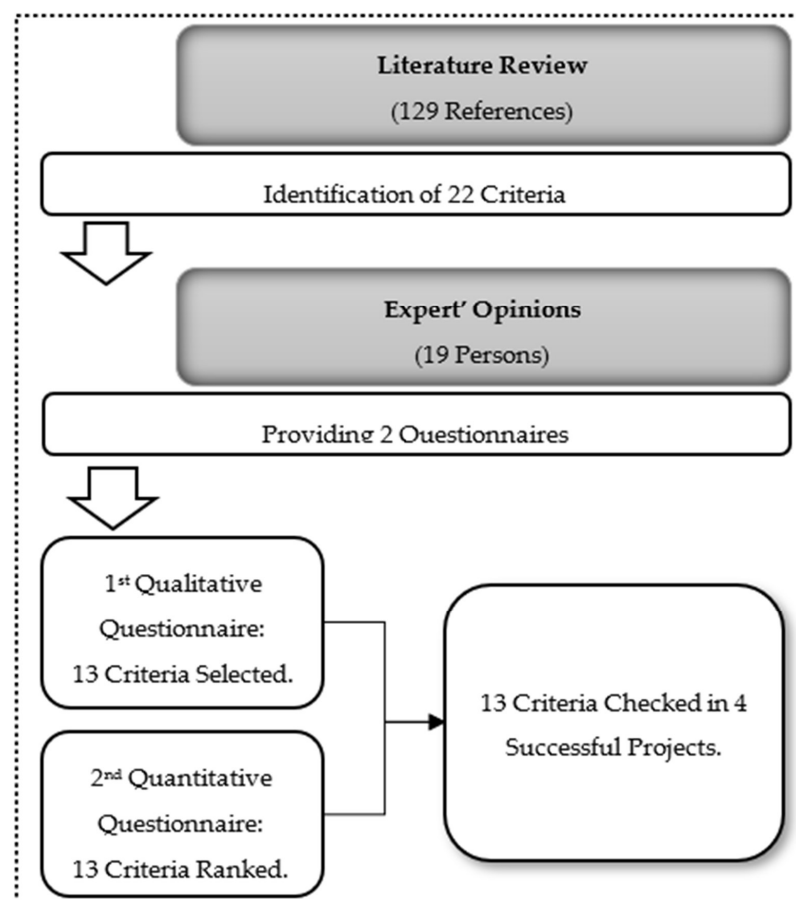 Literature Review
(129 References)
Identification of 22 Criteria
Expert’ Opinions
(19 Persons)
Providing 2 Questionnaires
1st Qualitative
Questionnaire:
13 Criteria Selected.
2nd Quantitative
Questionnaire:
13 Criteria Ranked.
13 Criteria Checked in 4
Successful Projects.